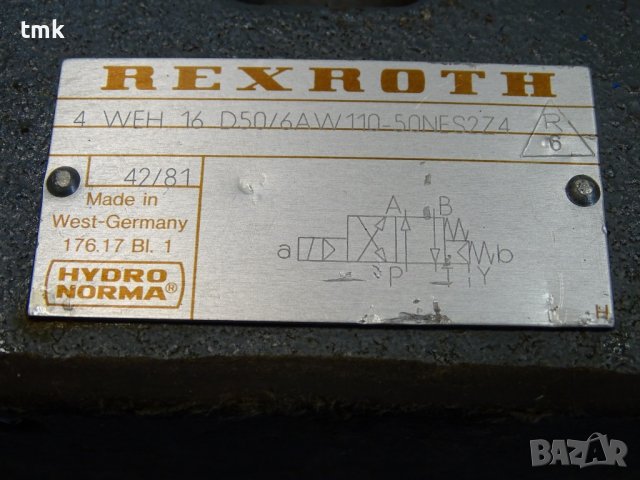 tmk
REXROTH
4 WEH 16 D50/6AW110-50NES2Z4
R
6
42/81
Made in
West-Germany
176.17 Bl. 1
HYDRO
NORMA®
A B
a b
P T Y
H
BAZAR